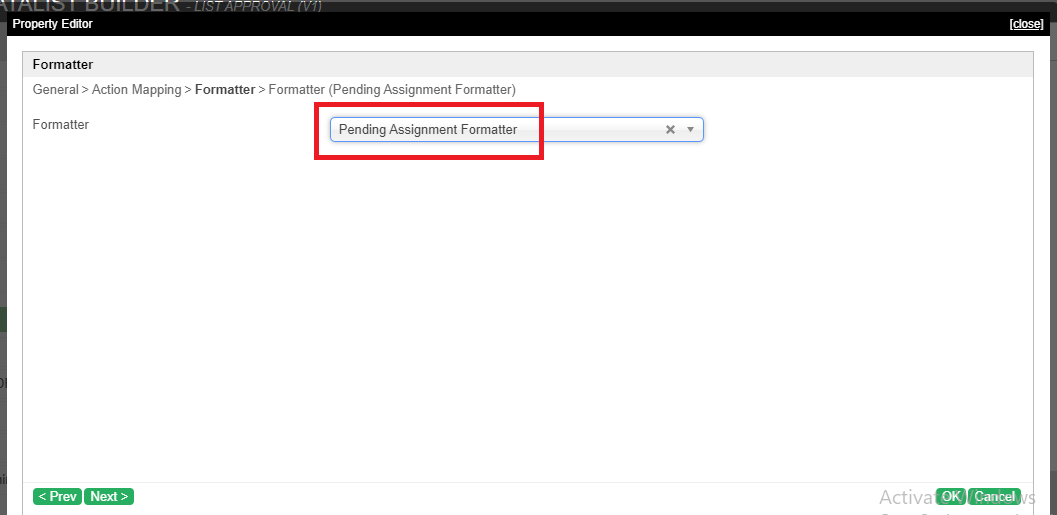 ATALIST BUILDER - LIST APPROVAL (V1)
Property Editor [close]
Formatter
General > Action Mapping > Formatter > Formatter (Pending Assignment Formatter)
Formatter Pending Assignment Formatter
< Prev Next > OK Cancel
Activate Windows